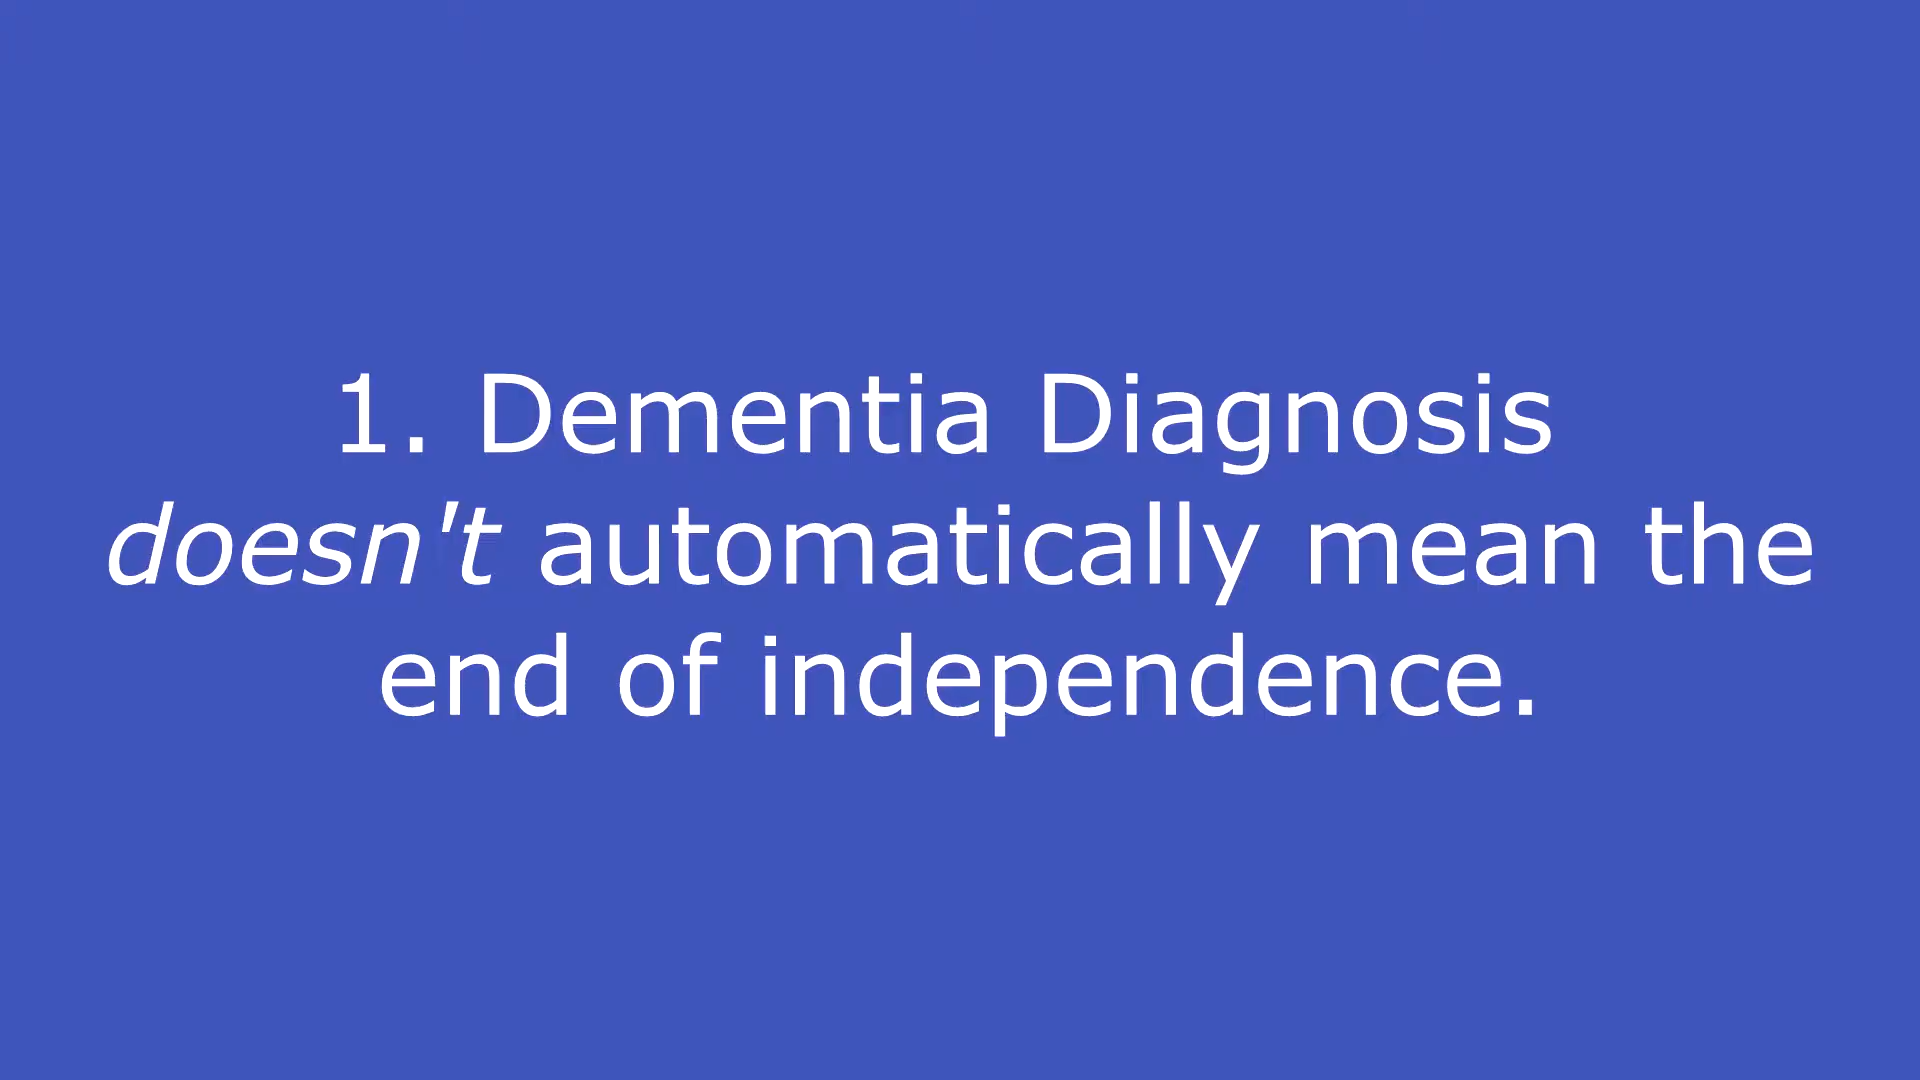 1. Dementia Diagnosis
doesn't automatically mean the
end of independence.